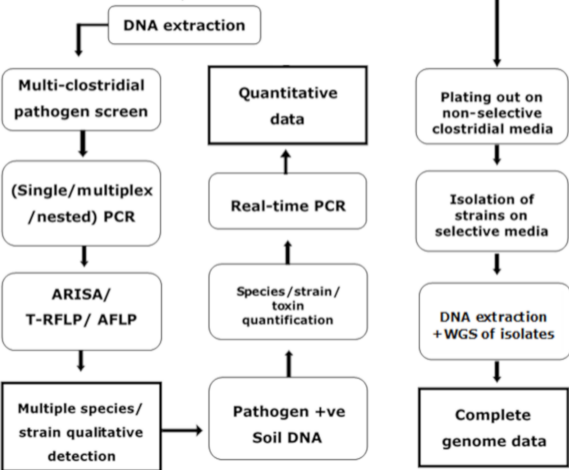 DNA extraction
Multi-clostridial
pathogen screen
(Single/multiplex
/nested) PCR
ARISA/
T-RFLP/ AFLP
Multiple species/
strain qualitative
detection
Pathogen +ve
Soil DNA
Species/strain/
toxin
quantification
Real-time PCR
Quantitative
data
Plating out on
non-selective
clostridial media
Isolation of
strains on
selective media
DNA extraction
+WGS of isolates
Complete
genome data